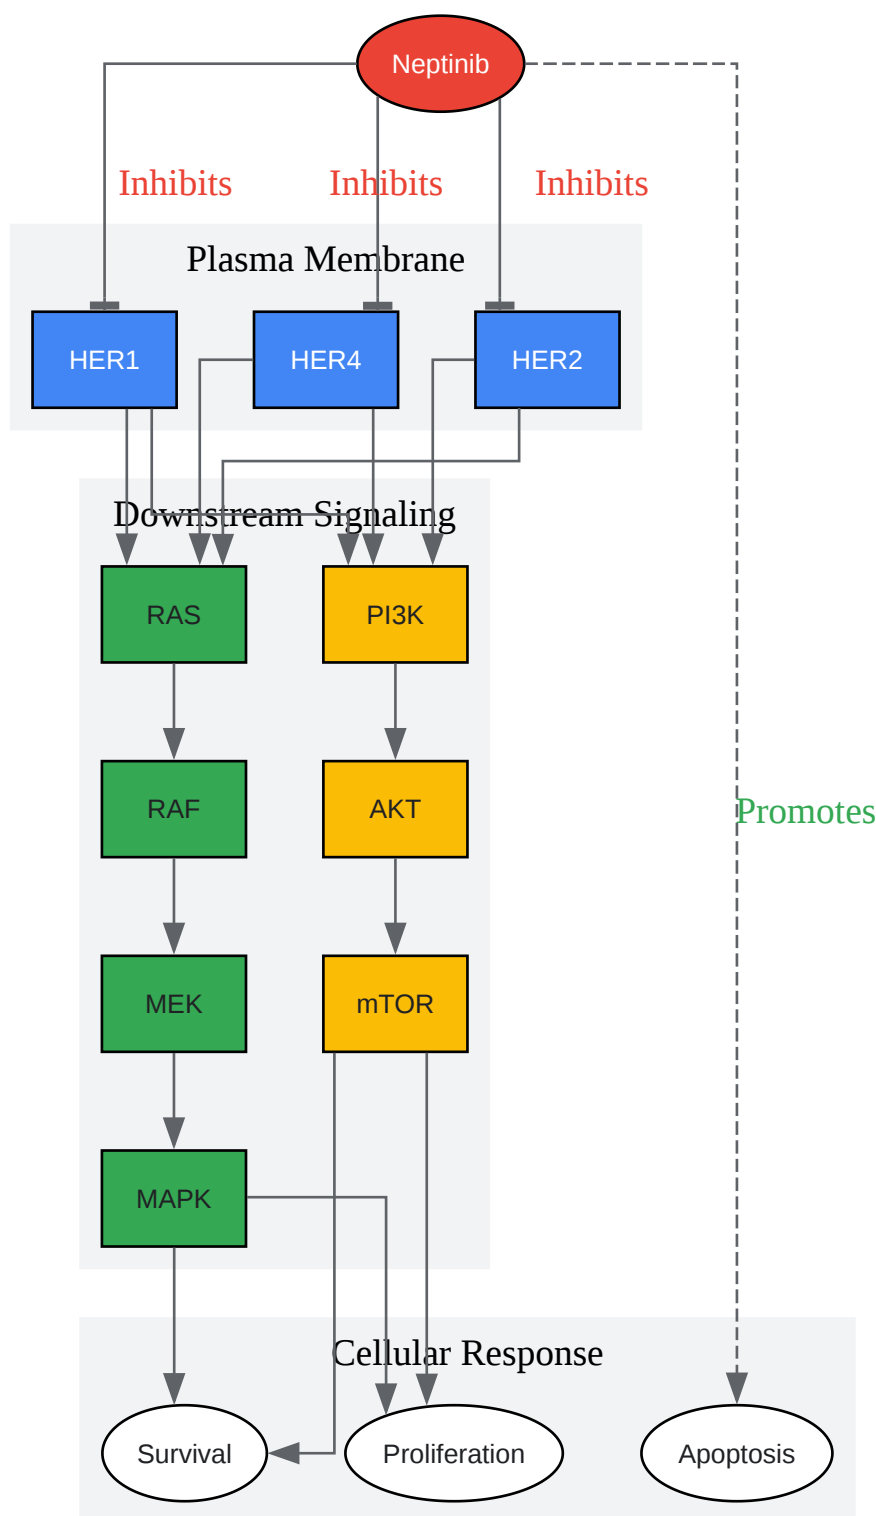 Neptinib
Inhibits
Inhibits
Inhibits
Plasma Membrane
HER1
HER4
HER2
Downstream Signaling
RAS
PI3K
RAF
AKT
Promotes
MEK
mTOR
MAPK
Cellular Response
Survival
Proliferation
Apoptosis